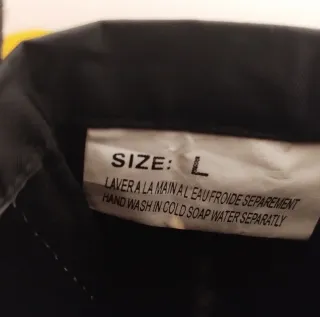 SIZE: L
LAVER A LA MAIN A L'EAU FROIDE SEPAREMENT
HAND WASH IN COLD SOAP WATER SEPARATLY